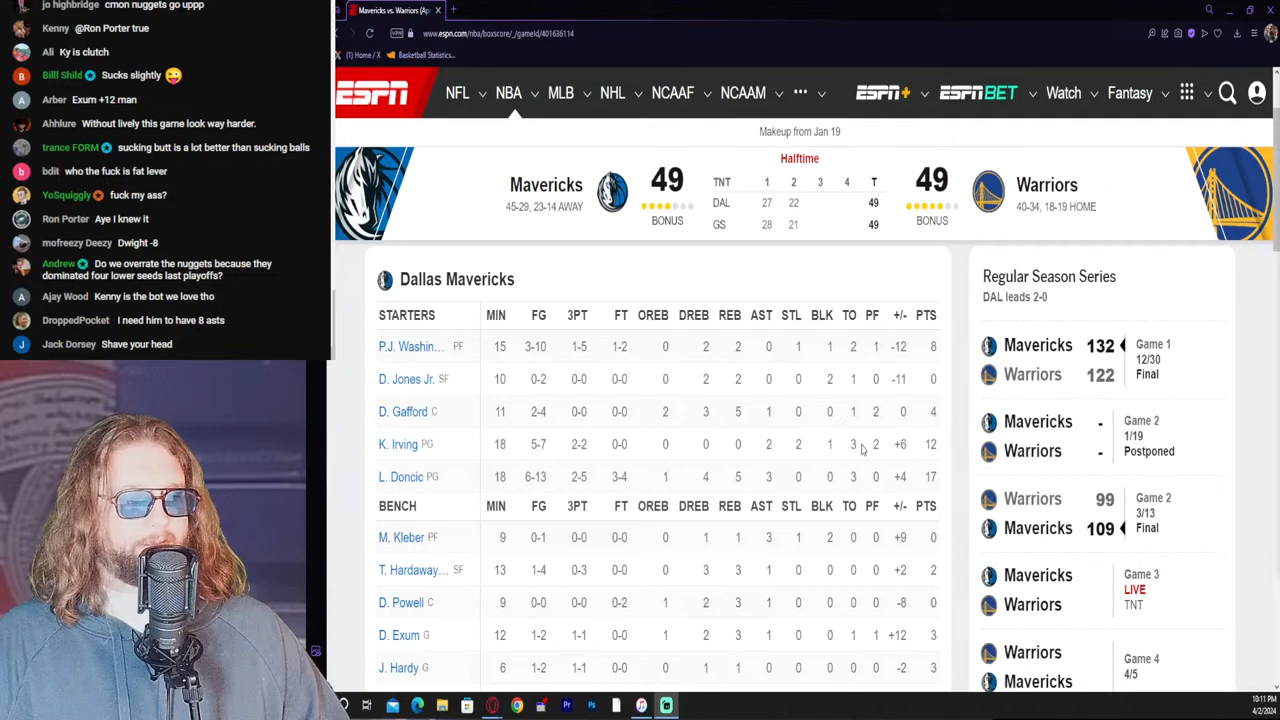 jo highbridge cmon nuggets go uppp
Kenny @Ron Porter true
Ali Ky is clutch
B Billl Shild Sucks slightly 😜
A Arber Exum +12 man
Ahhlure Without lively this game look way harder.
trance FORM sucking butt is a lot better than sucking balls
b bdit who the fuck is fat lever
YoSquiggly fuck my ass?
Ron Porter Aye I knew it
mofreezy Deezy Dwight -8
Andrew Do we overrate the nuggets because they
dominated four lower seeds last playoffs?
A Ajay Wood Kenny is the bot we love tho
DroppedPocket I need him to have 8 asts
J Jack Dorsey Shave your head
Mavericks vs. Warriors (Ap
VPN www.espn.com/nba/boxscore/_/gameId/401636114
(1) Home / X Basketball Statistics...
ESPN NFL NBA MLB NHL NCAAF NCAAM ESPN+ ESPN BET Watch Fantasy
Makeup from Jan 19
Mavericks 45-29, 23-14 AWAY 49 BONUS
Halftime
TNT 1 2 3 4 T
DAL 27 22 49
GS 28 21 49
49 BONUS Warriors 40-34, 18-19 HOME
Dallas Mavericks
STARTERS MIN FG 3PT FT OREB DREB REB AST STL BLK TO PF +/- PTS
P.J. Washin... PF 15 3-10 1-5 1-2 0 2 2 0 1 1 2 1 -12 8
D. Jones Jr. SF 10 0-2 0-0 0-0 0 2 2 0 0 2 1 0 -11 0
D. Gafford C 11 2-4 0-0 0-0 2 3 5 1 0 0 1 2 0 4
K. Irving PG 18 5-7 2-2 0-0 0 0 0 2 2 1 3 2 +6 12
L. Doncic PG 18 6-13 2-5 3-4 1 4 5 3 0 0 3 0 +4 17
BENCH MIN FG 3PT FT OREB DREB REB AST STL BLK TO PF +/- PTS
M. Kleber PF 9 0-1 0-0 0-0 0 1 1 3 1 2 0 0 +9 0
T. Hardaway... SF 13 1-4 0-3 0-0 0 3 3 1 0 0 0 0 +2 2
D. Powell C 9 0-0 0-0 0-2 1 2 3 1 0 0 0 0 -8 0
D. Exum G 12 1-2 1-1 0-0 1 2 3 1 0 0 1 1 +12 3
J. Hardy G 6 1-2 1-1 0-0 0 1 1 0 0 0 0 0 -2 3
Regular Season Series
DAL leads 2-0
Mavericks 132 Game 1
12/30
Warriors 122 Final
Mavericks - Game 2
1/19
Warriors - Postponed
Warriors 99 Game 2
3/13
Mavericks 109 Final
Mavericks Game 3
LIVE
Warriors TNT
Warriors Game 4
4/5
Mavericks
10:11 PM
4/2/2024